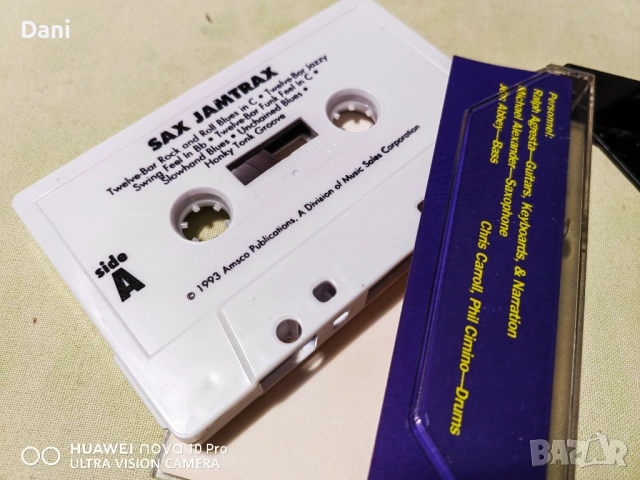 Dani
SAX JAMTRAX
Twelve-Bar Rock and Roll Blues in C • Twelve-Bar Jazzy
Swing Feel in Bb • Twelve-Bar Funk Feel in C •
Slowhand Blues • Unchained Blues •
Honky Tonk Groove
side
A
© 1993 Amsco Publications, A Division of Music Sales Corporation
Personnel:
Ralph Agresta—Guitars, Keyboards, & Narration
Michael Alexander—Saxophone
Jon Abbey—Bass
Chris Carroll, Phil Cimino—Drums
HUAWEI nova 10 Pro
ULTRA VISION CAMERA
BAZAR